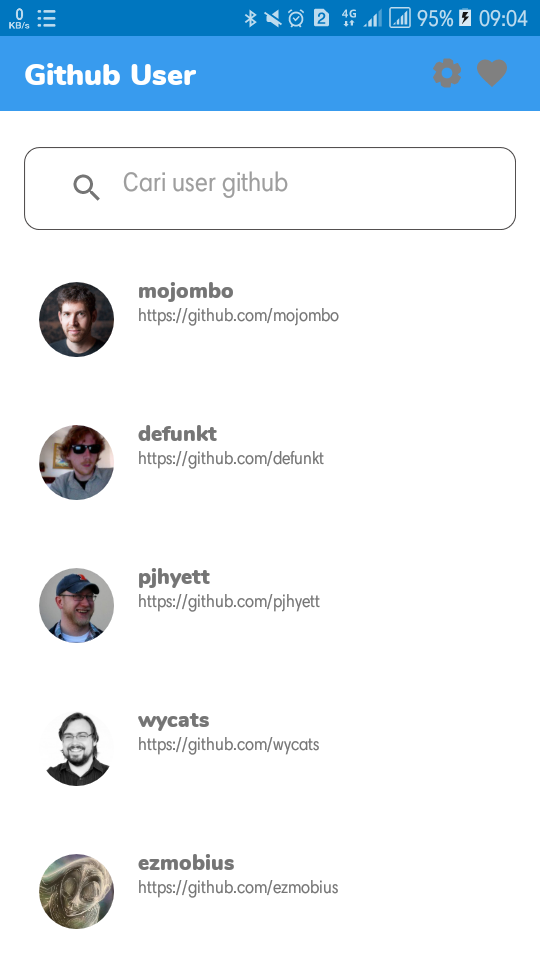 0 KB/s 2 4G 95% 09:04
Github User
Cari user github
mojombo
https://github.com/mojombo
defunkt
https://github.com/defunkt
pjhyett
https://github.com/pjhyett
wycats
https://github.com/wycats
ezmobius
https://github.com/ezmobius